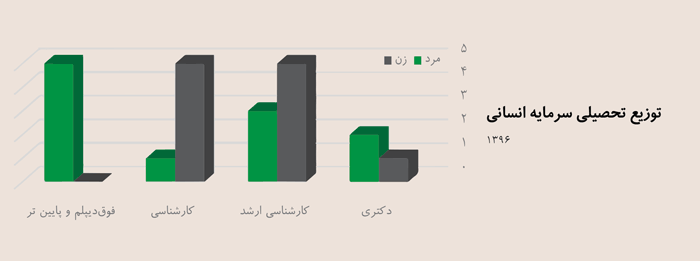 توزیع تحصیلی سرمایه انسانی
۱۳۹۶
مرد
زن
۵
۴
۳
۲
۱
۰
دکتری
کارشناسی ارشد
کارشناسی
فوق‌دیپلم و پایین تر